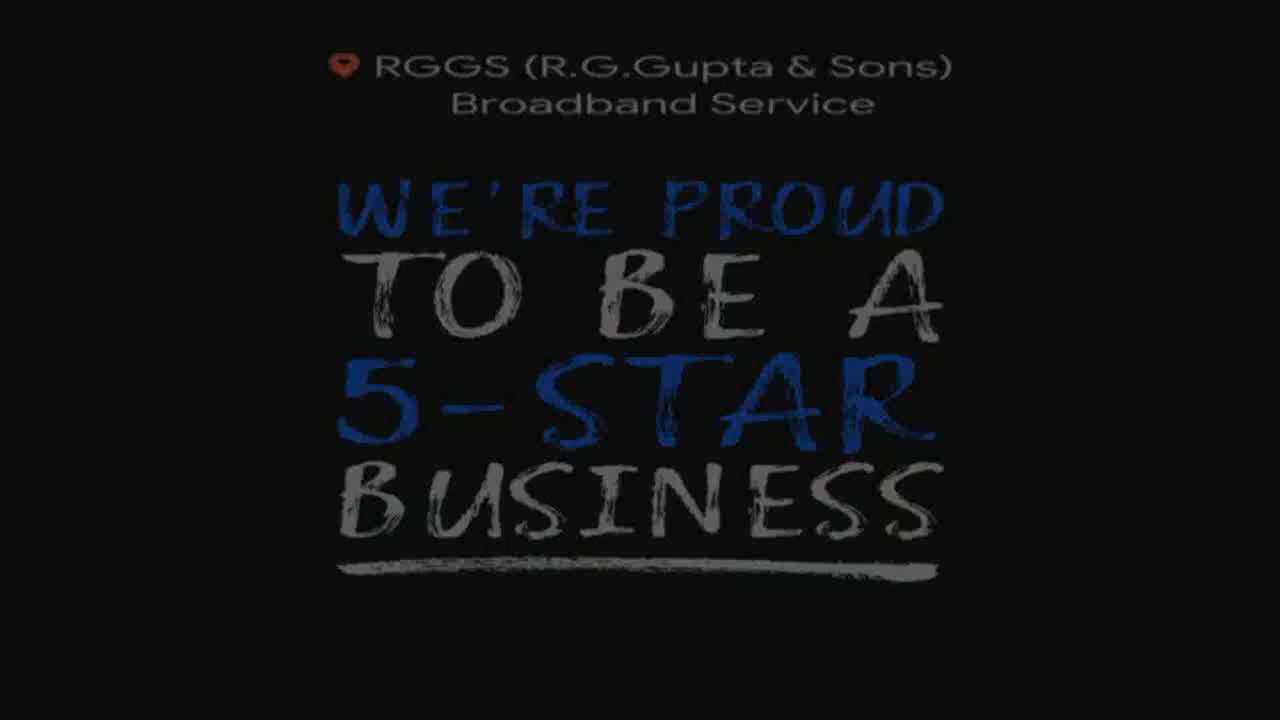 RGGS (R.G.Gupta & Sons)
Broadband Service
WE'RE PROUD
TO BE A
5-STAR
BUSINESS